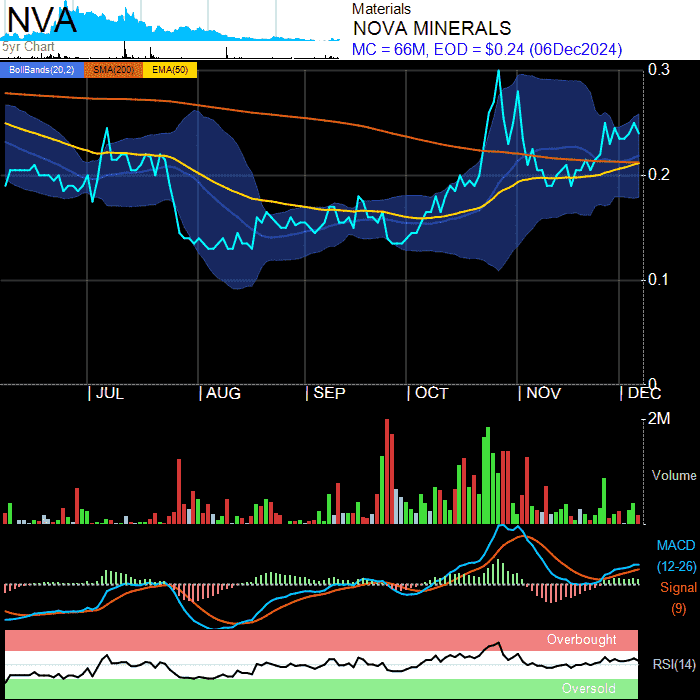 NVA
5yr Chart
Materials
NOVA MINERALS
MC = 66M, EOD = $0.24 (06Dec2024)
BollBands(20,2) SMA(200) EMA(50)
0.3
0.2
0.1
0
JUL AUG SEP OCT NOV DEC
2M
Volume
MACD
(12-26)
Signal
(9)
Overbought
RSI(14)
Oversold